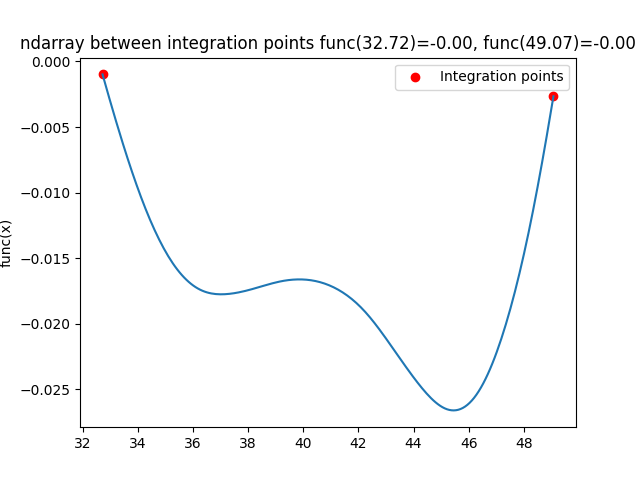 ndarray between integration points func(32.72)=-0.00, func(49.07)=-0.00
Integration points
func(x)
0.000
−0.005
−0.010
−0.015
−0.020
−0.025
32 34 36 38 40 42 44 46 48